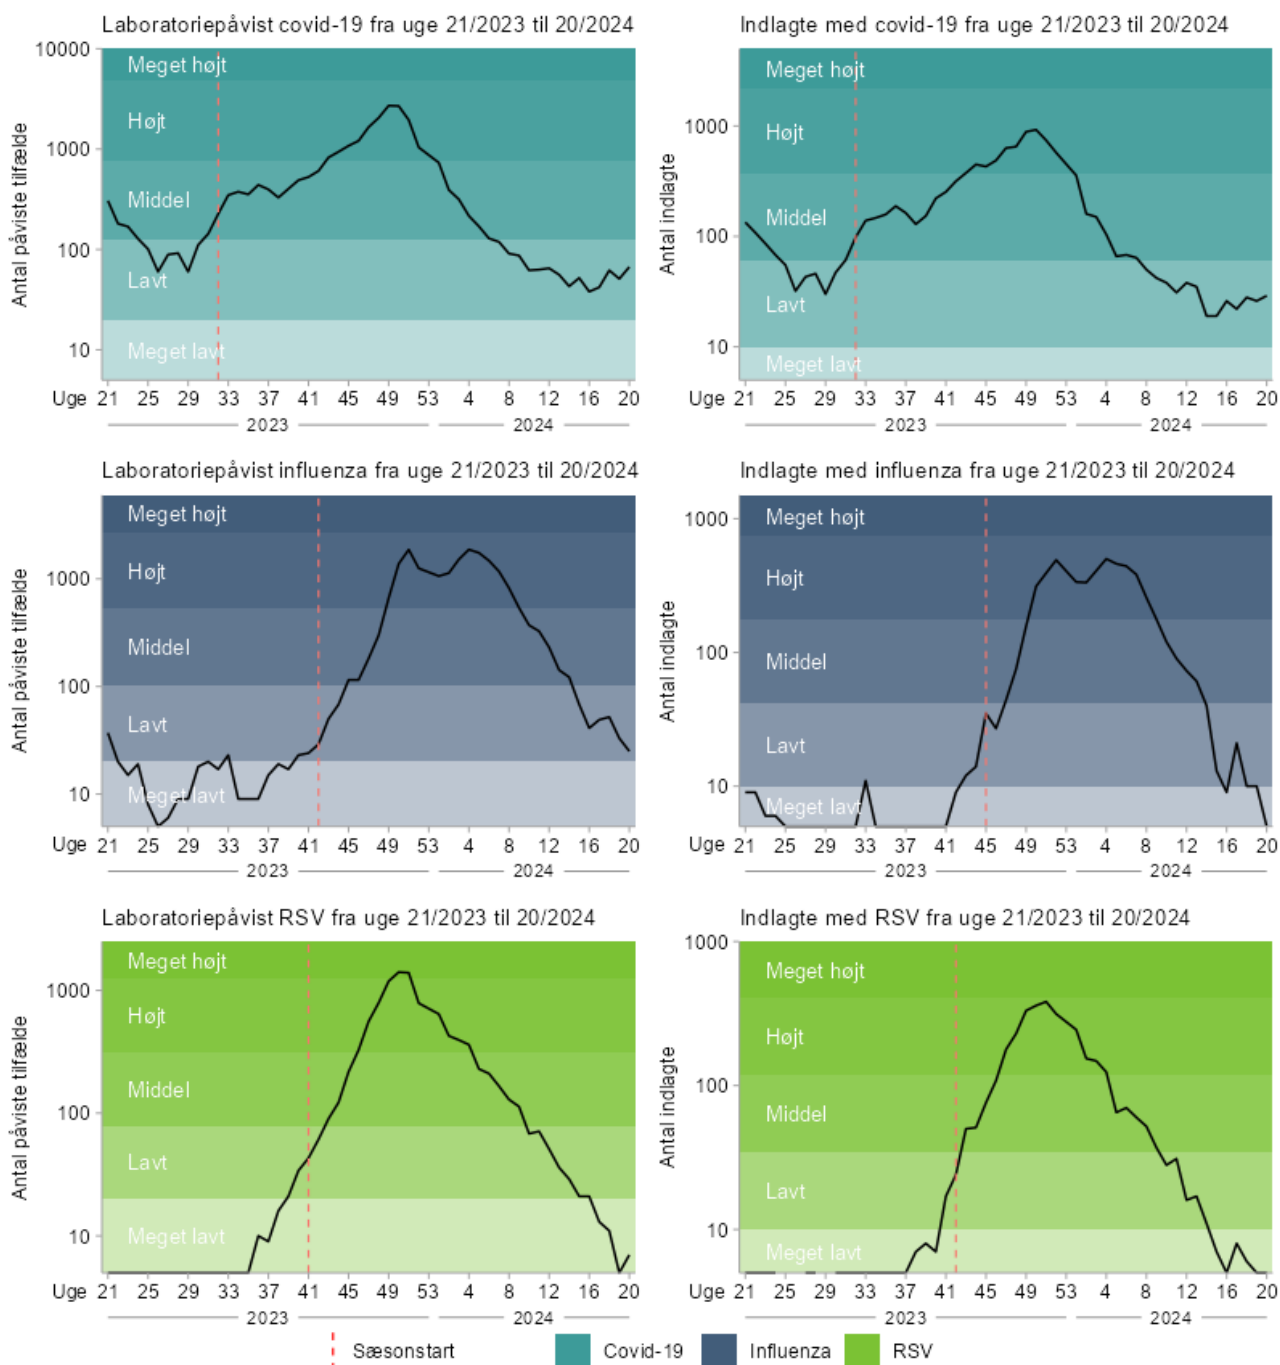 Laboratoriepåvist covid-19 fra uge 21/2023 til 20/2024
Antal påviste tilfælde
10000
1000
100
10
Meget højt
Højt
Middel
Lavt
Meget lavt
Uge 21 25 29 33 37 41 45 49 53 4 8 12 16 20
2023 2024
Indlagte med covid-19 fra uge 21/2023 til 20/2024
Antal indlagte
1000
100
10
Meget højt
Højt
Middel
Lavt
Meget lavt
Uge 21 25 29 33 37 41 45 49 53 4 8 12 16 20
2023 2024
Laboratoriepåvist influenza fra uge 21/2023 til 20/2024
Antal påviste tilfælde
1000
100
10
Meget højt
Højt
Middel
Lavt
Meget lavt
Uge 21 25 29 33 37 41 45 49 53 4 8 12 16 20
2023 2024
Indlagte med influenza fra uge 21/2023 til 20/2024
Antal indlagte
1000
100
10
Meget højt
Højt
Middel
Lavt
Meget lavt
Uge 21 25 29 33 37 41 45 49 53 4 8 12 16 20
2023 2024
Laboratoriepåvist RSV fra uge 21/2023 til 20/2024
Antal påviste tilfælde
1000
100
10
Meget højt
Højt
Middel
Lavt
Meget lavt
Uge 21 25 29 33 37 41 45 49 53 4 8 12 16 20
2023 2024
Indlagte med RSV fra uge 21/2023 til 20/2024
Antal indlagte
1000
100
10
Meget højt
Højt
Middel
Lavt
Meget lavt
Uge 21 25 29 33 37 41 45 49 53 4 8 12 16 20
2023 2024
Sæsonstart Covid-19 Influenza RSV